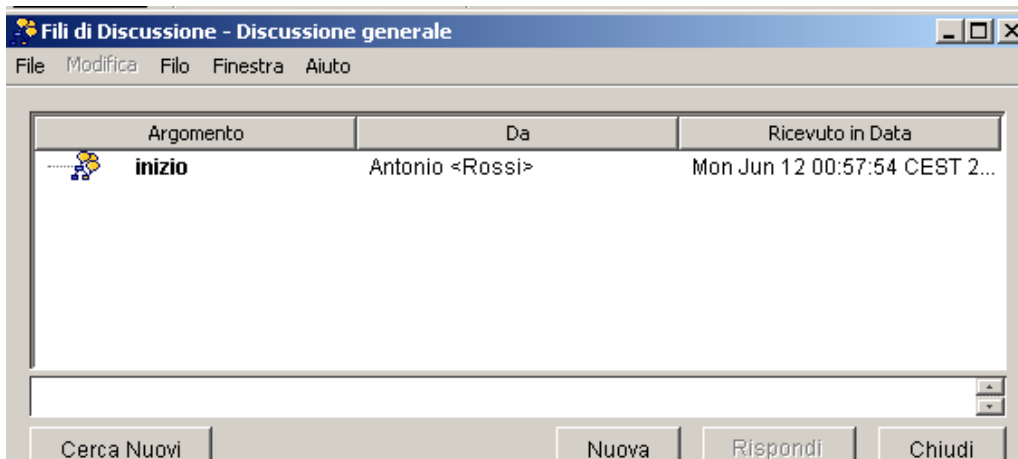 Fili di Discussione - Discussione generale
File Modifica Filo Finestra Aiuto
Argomento Da Ricevuto in Data
inizio Antonio <Rossi> Mon Jun 12 00:57:54 CEST 2...
Cerca Nuovi Nuova Rispondi Chiudi